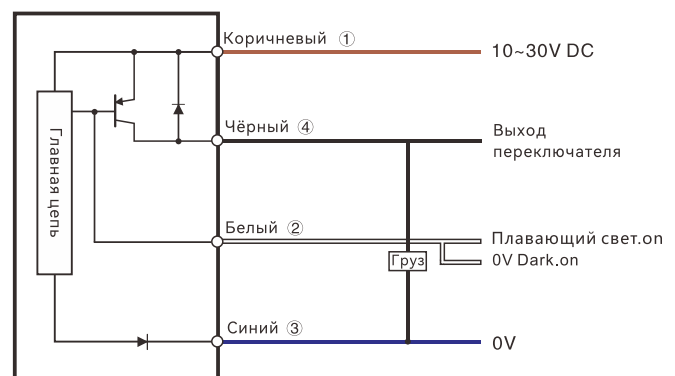 Коричневый ①
10~30V DC
Чёрный ④
Выход
переключателя
Главная цепь
Белый ②
Плавающий свет.on
0V Dark.on
Груз
Синий ③
0V